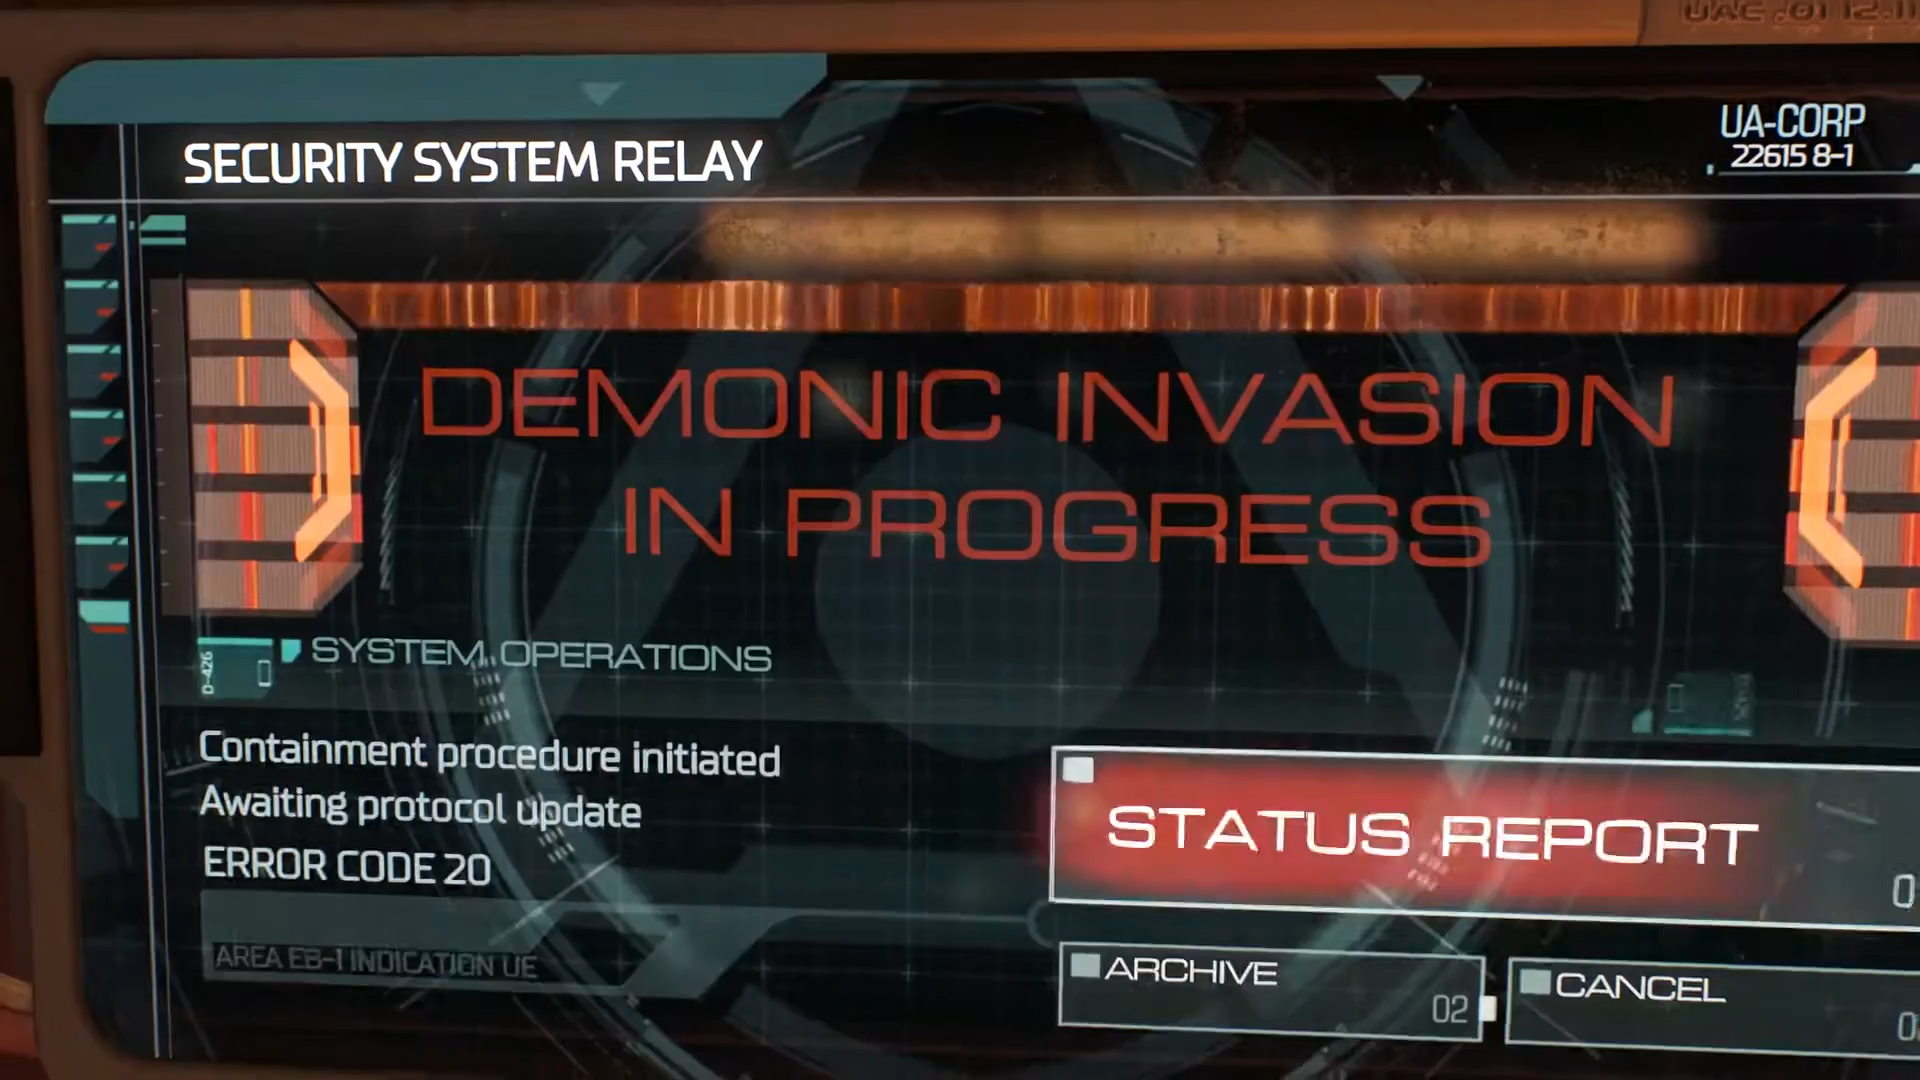 UA-CORP
22615 8-1
SECURITY SYSTEM RELAY
DEMONIC INVASION
IN PROGRESS
SYSTEM OPERATIONS
Containment procedure initiated
Awaiting protocol update
ERROR CODE 20
AREA EB-1 INDICATION UE
STATUS REPORT
ARCHIVE
02
CANCEL